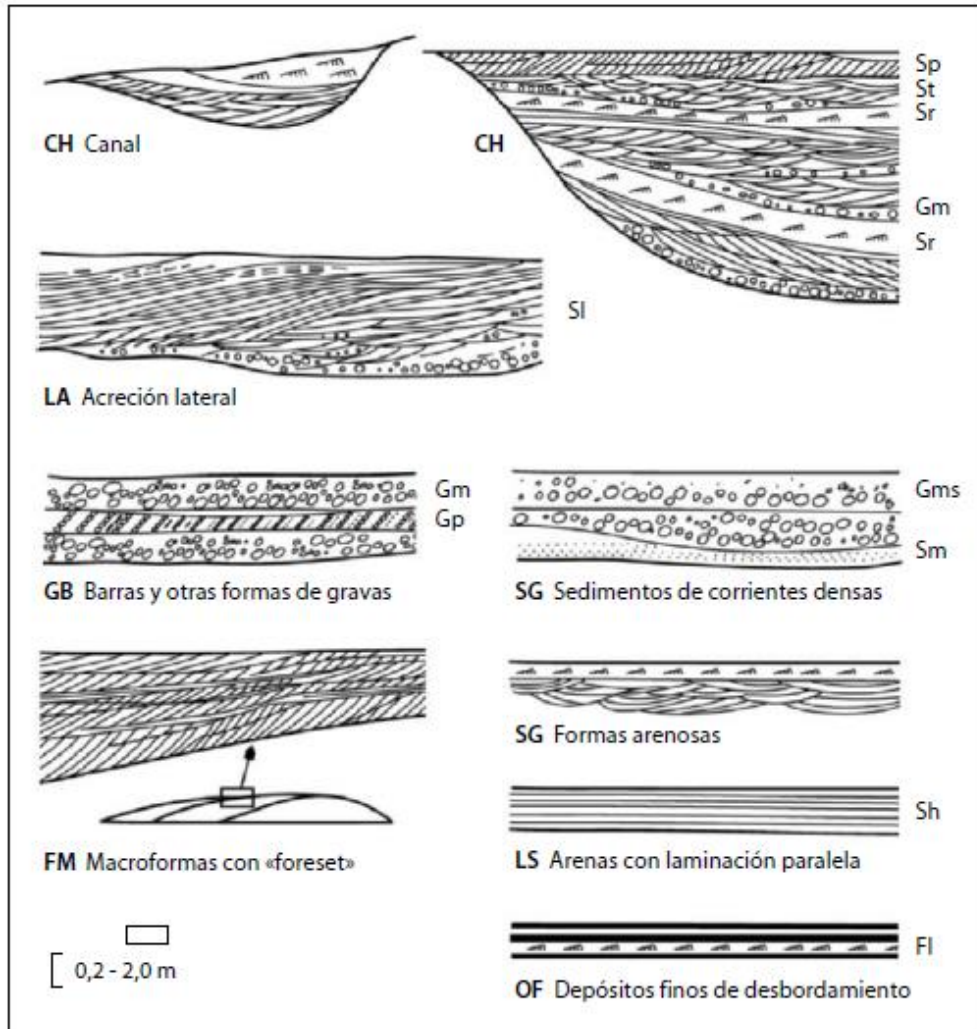 CH Canal
CH
Sp
St
Sr
Gm
Sr
LA Acreción lateral
Sl
GB Barras y otras formas de gravas
Gm
Gp
SG Sedimentos de corrientes densas
Gms
Sm
FM Macroformas con «foreset»
SG Formas arenosas
LS Arenas con laminación paralela
Sh
0,2 - 2,0 m
OF Depósitos finos de desbordamiento
Fl